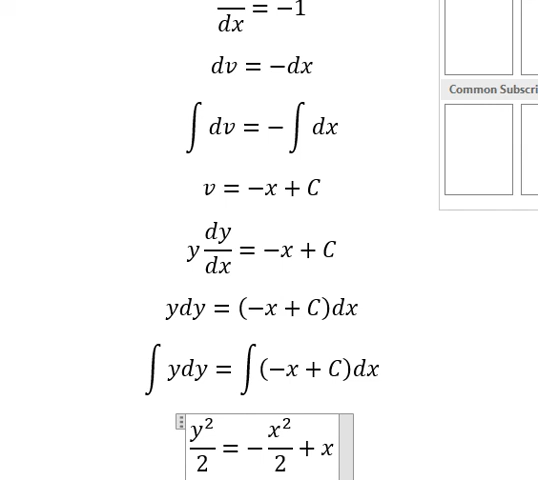 dx = −1
dv = −dx
∫ dv = − ∫ dx
v = −x + C
y dy/dx = −x + C
ydy = (−x + C)dx
∫ ydy = ∫ (−x + C)dx
y²/2 = − x²/2 + x
Common Subscri